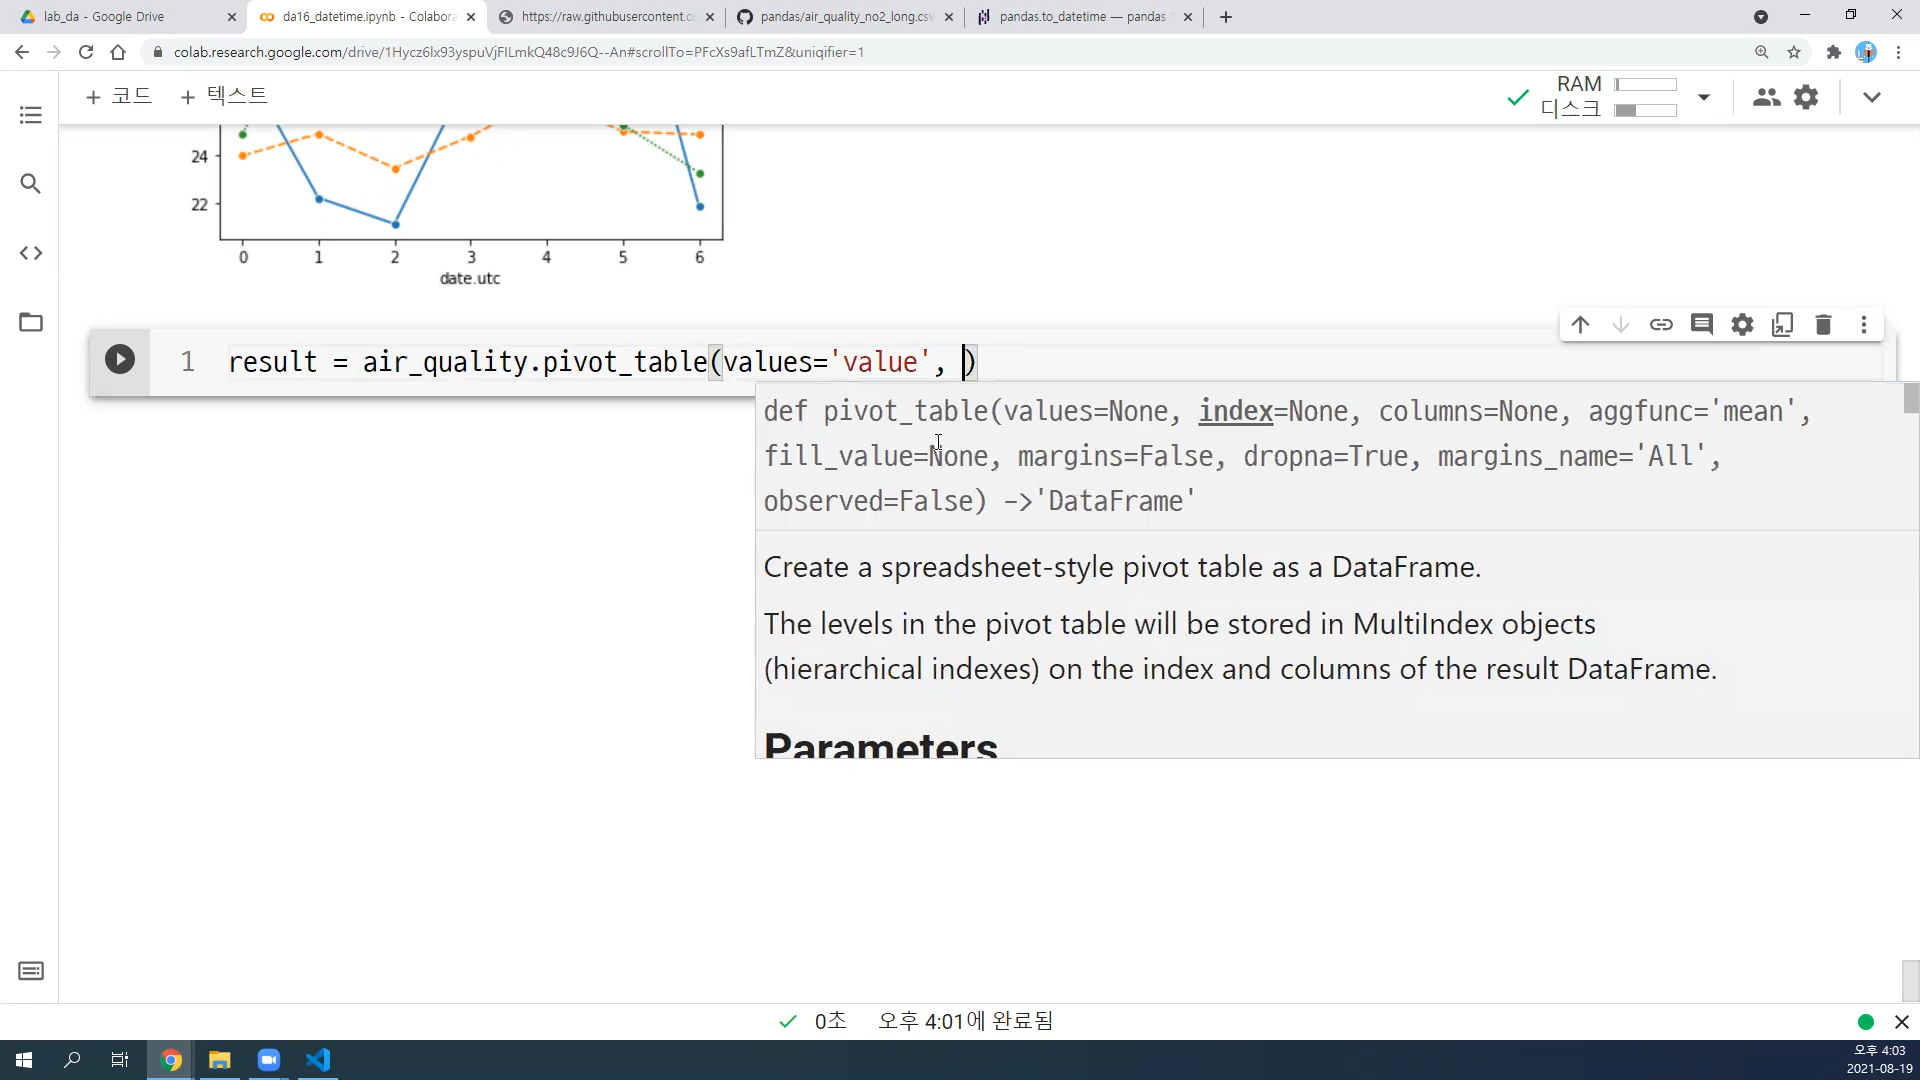 lab_da - Google Drive
da16_datetime.ipynb - Colabora
https://raw.githubusercontent.cc
pandas/air_quality_no2_long.csv
pandas.to_datetime — pandas
colab.research.google.com/drive/1Hycz6lx93yspuVjFILmkQ48c9J6Q--An#scrollTo=PFcXs9afLTmZ&uniqifier=1
+ 코드
+ 텍스트
RAM
디스크
24
22
0 1 2 3 4 5 6
date.utc
1 result = air_quality.pivot_table(values='value', )
def pivot_table(values=None, index=None, columns=None, aggfunc='mean',
fill_value=None, margins=False, dropna=True, margins_name='All',
observed=False) ->'DataFrame'
Create a spreadsheet-style pivot table as a DataFrame.
The levels in the pivot table will be stored in MultiIndex objects
(hierarchical indexes) on the index and columns of the result DataFrame.
Parameters
0초 오후 4:01에 완료됨
오후 4:03
2021-08-19